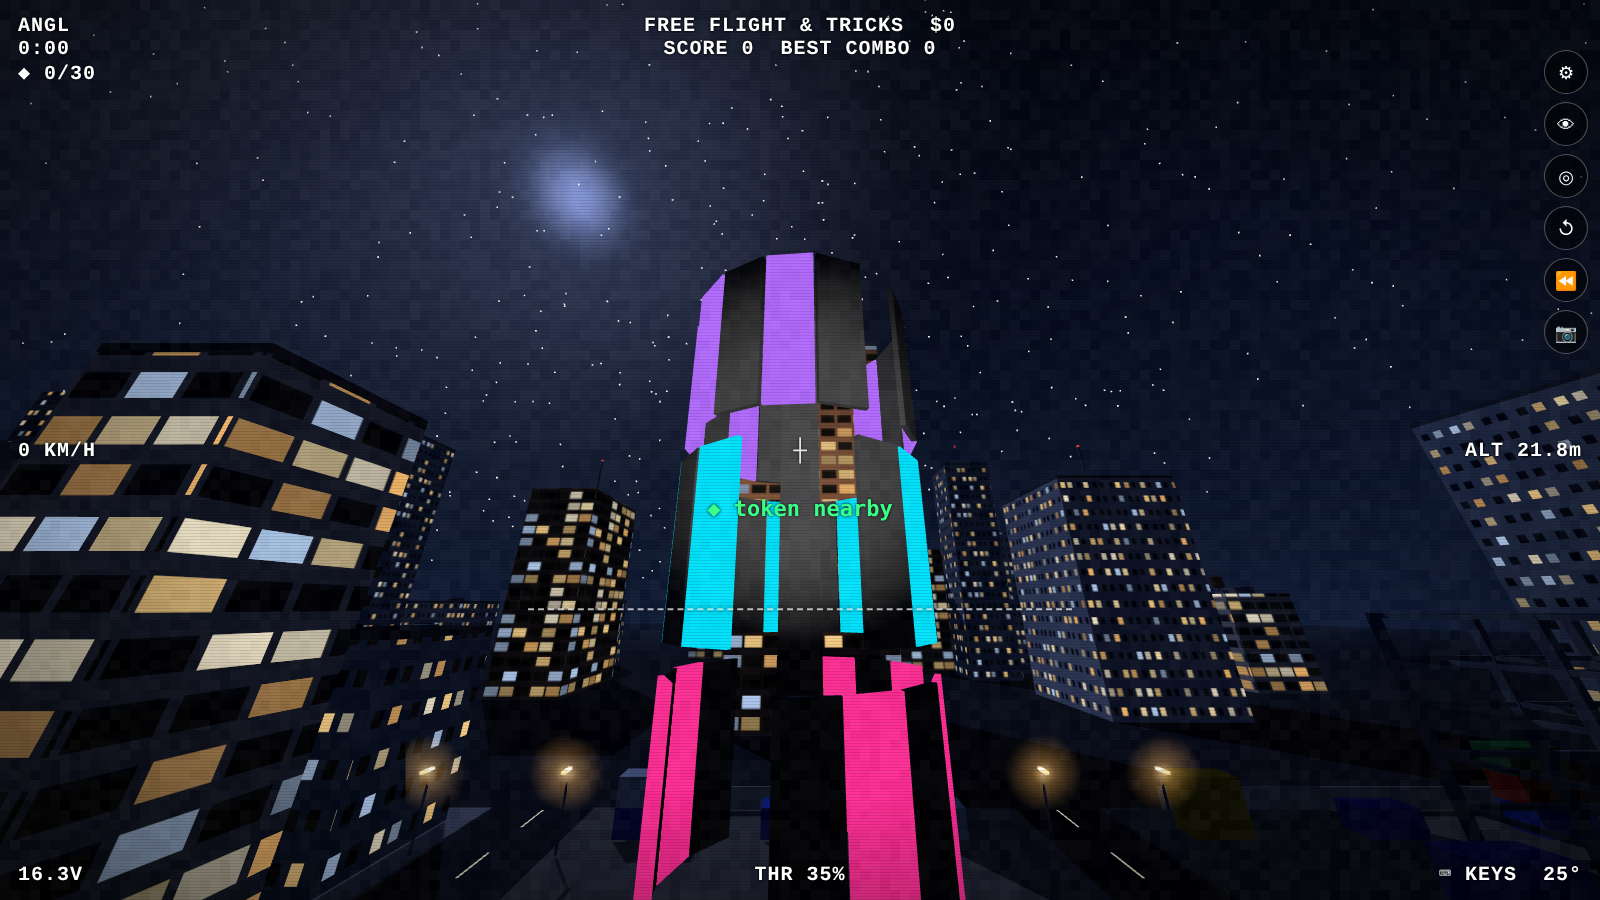 ANGL
0:00
◆ 0/30
FREE FLIGHT & TRICKS $0
SCORE 0 BEST COMBO 0
0 KM/H
ALT 21.8m
◆ token nearby
16.3V
THR 35%
KEYS 25°